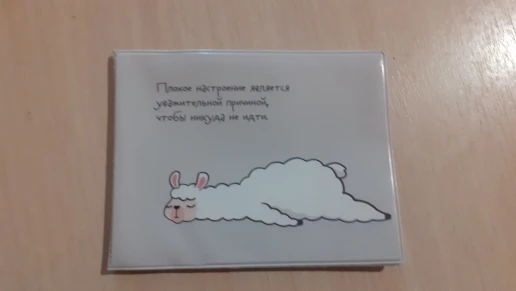 Плохое настроение является
уважительной причиной,
чтобы никуда не идти.